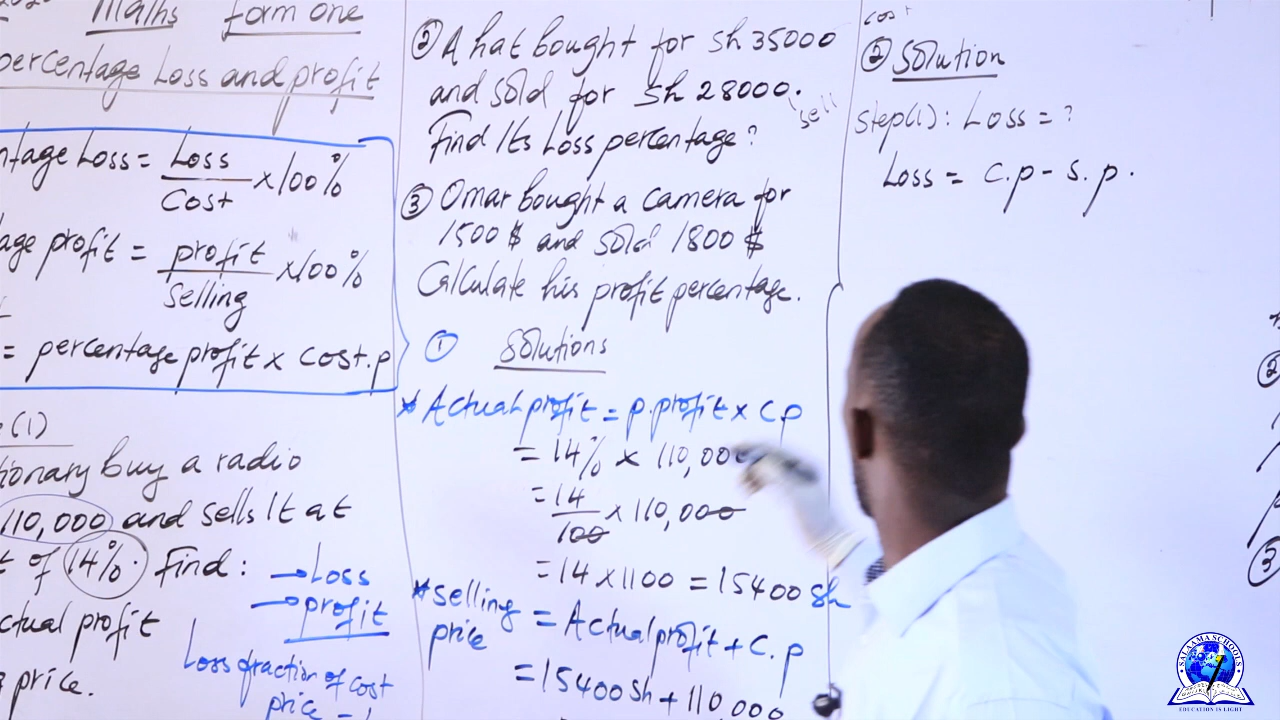 Maths form one
percentage Loss and profit
ntage Loss = Loss/Cost × 100%
age profit = profit/Selling × 100%
= percentage profit × cost.p
(1)
tionary buy a radio
110,000 and sells It at
t of 14%. Find:
→ Loss
→ profit
ctual profit
price.
Loss fraction of cost
price =
② A hat bought for Sh 35000
and sold for Sh 28000.
sell
Find Its Loss percentage?
③ Omar bought a camera for
1500 $ and sold 1800 $
Calculate his profit percentage.
① Solutions
* Actual profit = p.profit × C.p
= 14% × 110,000
= 14/100 × 110,000
= 14 × 1100 = 15400 Sh
* selling price = Actual profit + C.p
= 15400 Sh + 110,000
cost
② Solution
step(1): Loss = ?
Loss = C.p - S.p.
②
③
SALAAMA SCHOOLS
EDUCATION IS LIGHT